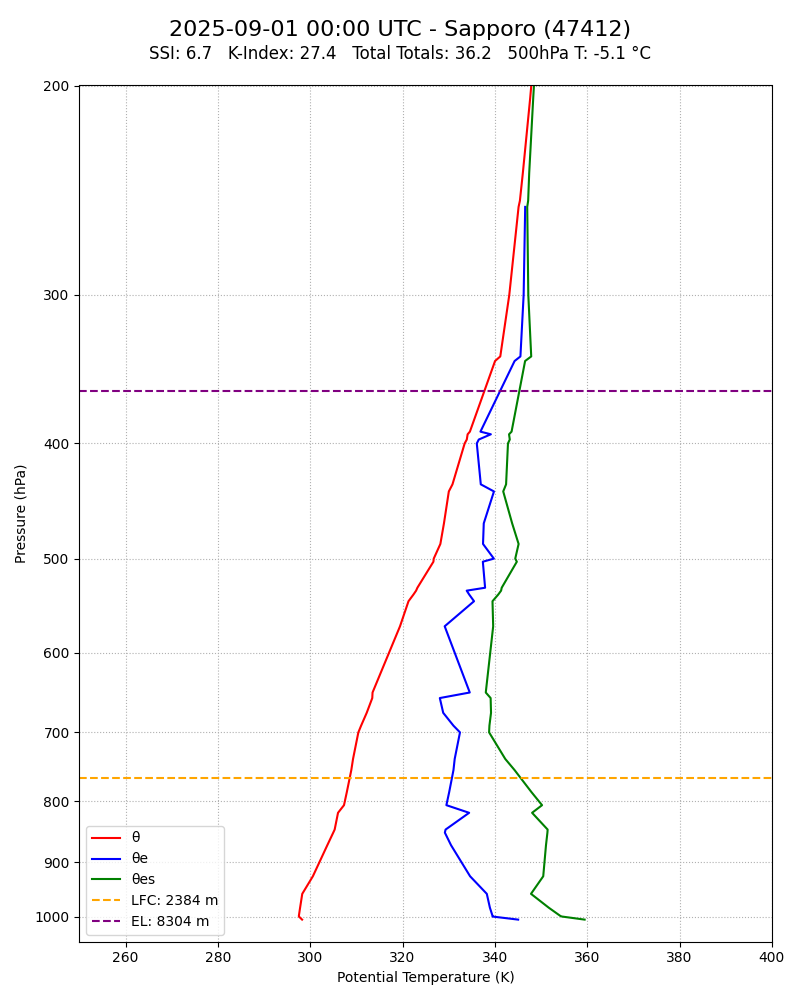 2025-09-01 00:00 UTC - Sapporo (47412)
SSI: 6.7 K-Index: 27.4 Total Totals: 36.2 500hPa T: -5.1 °C
200
300
400
500
600
700
800
900
1000
Pressure (hPa)
θ
θe
θes
LFC: 2384 m
EL: 8304 m
260 280 300 320 340 360 380 400
Potential Temperature (K)